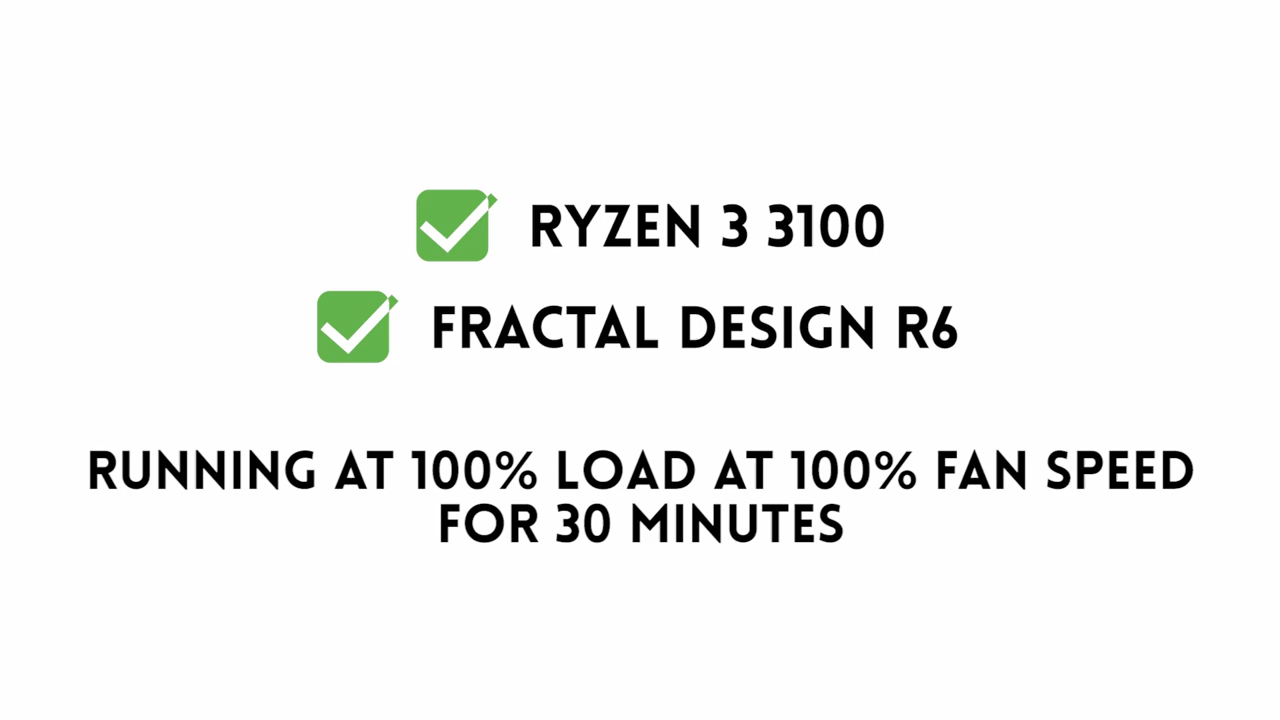 RYZEN 3 3100
FRACTAL DESIGN R6
RUNNING AT 100% LOAD AT 100% FAN SPEED
FOR 30 MINUTES